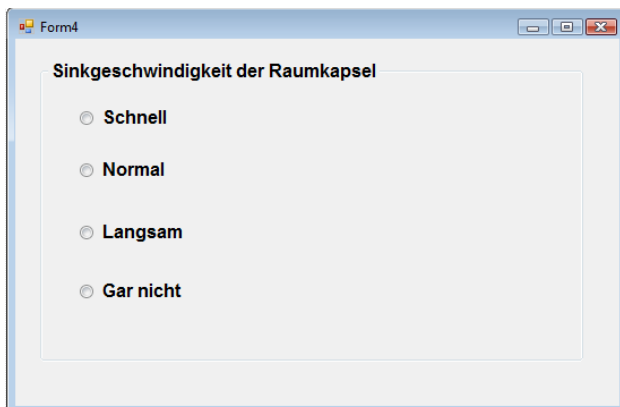 Form4
Sinkgeschwindigkeit der Raumkapsel
Schnell
Normal
Langsam
Gar nicht